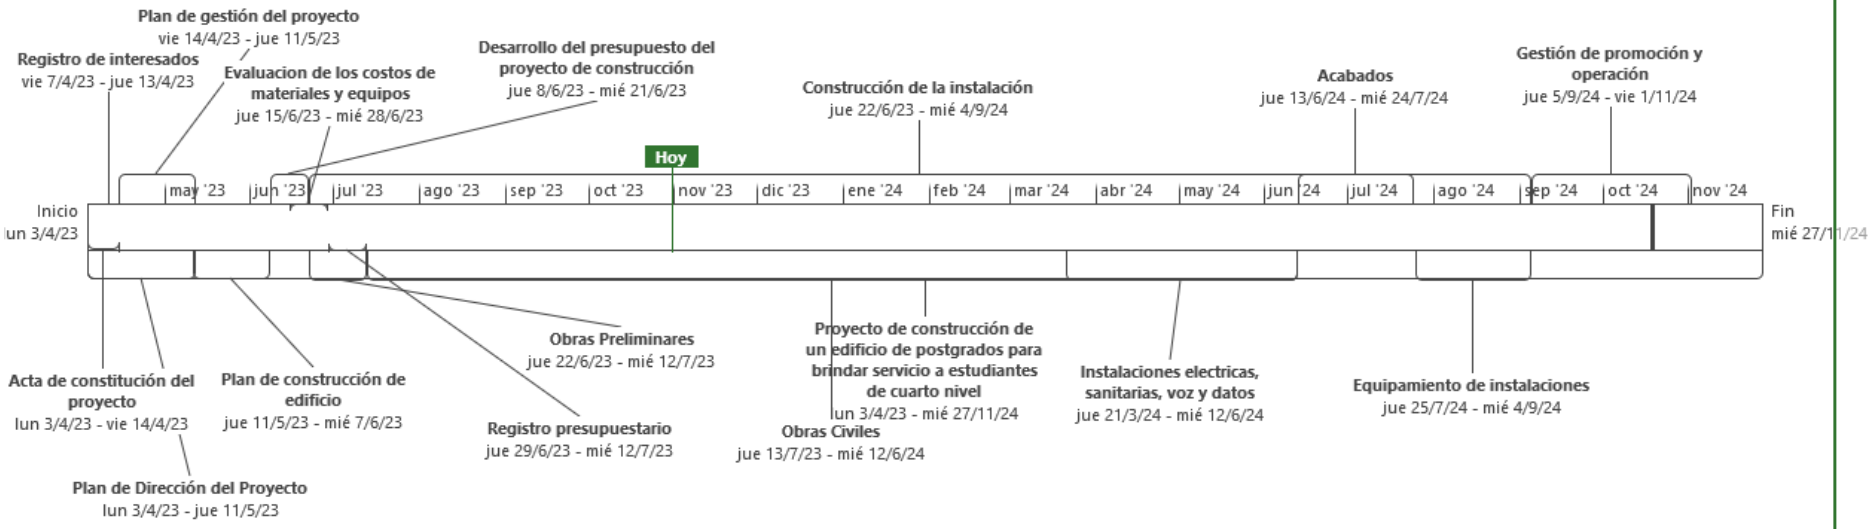 Plan de gestión del proyecto
vie 14/4/23 - jue 11/5/23
Registro de interesados
vie 7/4/23 - jue 13/4/23
Evaluacion de los costos de
materiales y equipos
jue 15/6/23 - mié 28/6/23
Desarrollo del presupuesto del
proyecto de construcción
jue 8/6/23 - mié 21/6/23
Construcción de la instalación
jue 22/6/23 - mié 4/9/24
Acabados
jue 13/6/24 - mié 24/7/24
Gestión de promoción y
operación
jue 5/9/24 - vie 1/11/24
Hoy
may '23 jun '23 jul '23 ago '23 sep '23 oct '23 nov '23 dic '23 ene '24 feb '24 mar '24 abr '24 may '24 jun '24 jul '24 ago '24 sep '24 oct '24 nov '24
Inicio
lun 3/4/23
Fin
mié 27/11/24
Acta de constitución del
proyecto
lun 3/4/23 - vie 14/4/23
Plan de construcción de
edificio
jue 11/5/23 - mié 7/6/23
Plan de Dirección del Proyecto
lun 3/4/23 - jue 11/5/23
Obras Preliminares
jue 22/6/23 - mié 12/7/23
Registro presupuestario
jue 29/6/23 - mié 12/7/23
Proyecto de construcción de
un edificio de postgrados para
brindar servicio a estudiantes
de cuarto nivel
lun 3/4/23 - mié 27/11/24
Obras Civiles
jue 13/7/23 - mié 12/6/24
Instalaciones electricas,
sanitarias, voz y datos
jue 21/3/24 - mié 12/6/24
Equipamiento de instalaciones
jue 25/7/24 - mié 4/9/24